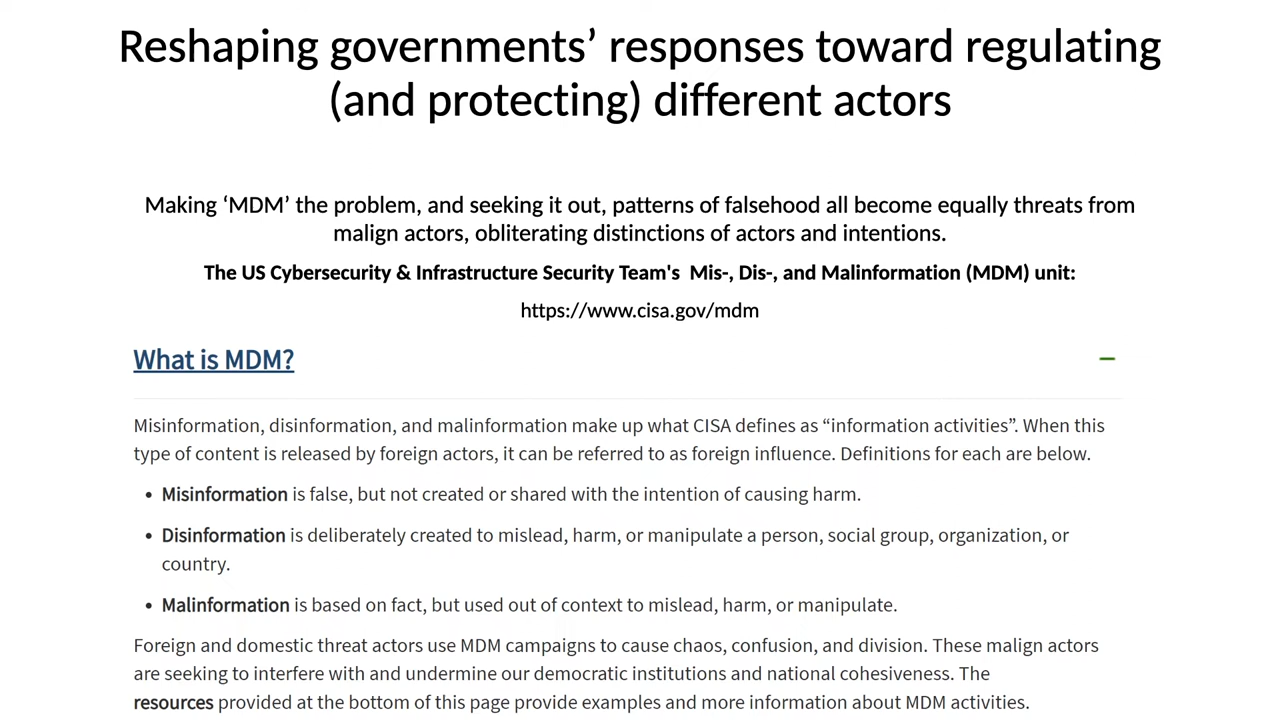 Reshaping governments’ responses toward regulating
(and protecting) different actors
Making ‘MDM’ the problem, and seeking it out, patterns of falsehood all become equally threats from
malign actors, obliterating distinctions of actors and intentions.
The US Cybersecurity & Infrastructure Security Team's  Mis-, Dis-, and Malinformation (MDM) unit:
https://www.cisa.gov/mdm
What is MDM?
Misinformation, disinformation, and malinformation make up what CISA defines as “information activities”. When this
type of content is released by foreign actors, it can be referred to as foreign influence. Definitions for each are below.
• Misinformation is false, but not created or shared with the intention of causing harm.
• Disinformation is deliberately created to mislead, harm, or manipulate a person, social group, organization, or
country.
• Malinformation is based on fact, but used out of context to mislead, harm, or manipulate.
Foreign and domestic threat actors use MDM campaigns to cause chaos, confusion, and division. These malign actors
are seeking to interfere with and undermine our democratic institutions and national cohesiveness. The
resources provided at the bottom of this page provide examples and more information about MDM activities.